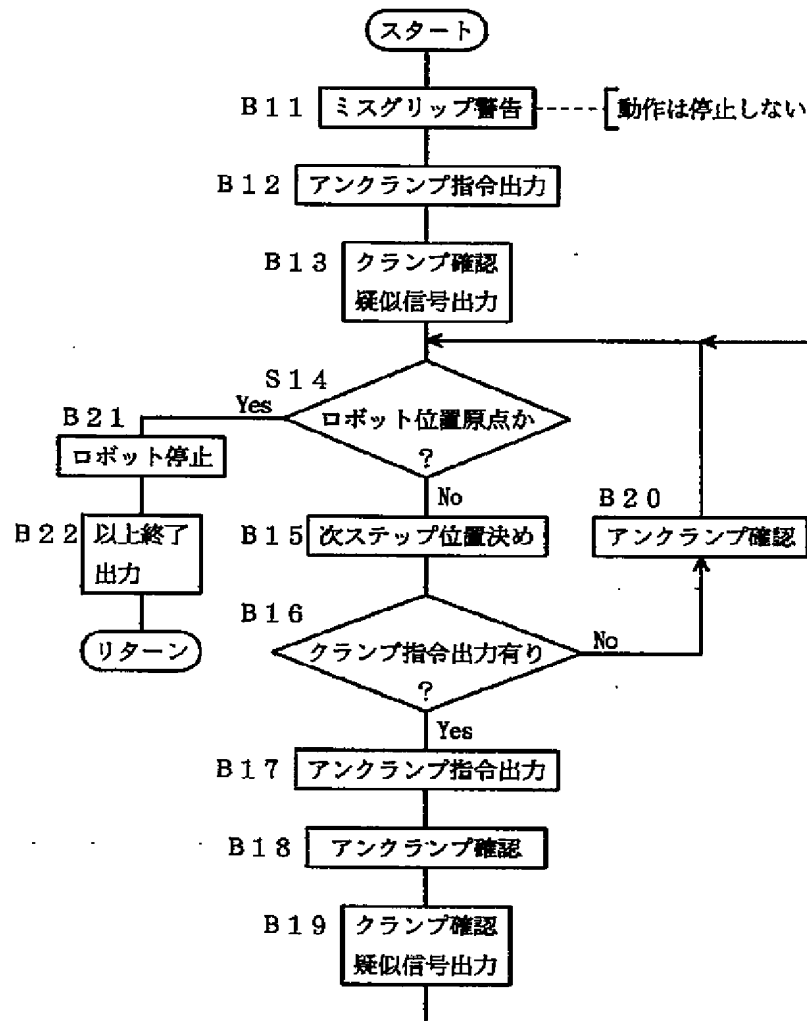 スタート
B11 ミスグリップ警告 動作は停止しない
B12 アンクランプ指令出力
B13 クランプ確認
疑似信号出力
S14
ロボット位置原点か
?
Yes
No
B21
ロボット停止
B22 以上終了
出力
リターン
B15 次ステップ位置決め
B20
アンクランプ確認
B16
クランプ指令出力有り
?
No
Yes
B17 アンクランプ指令出力
B18 アンクランプ確認
B19 クランプ確認
疑似信号出力